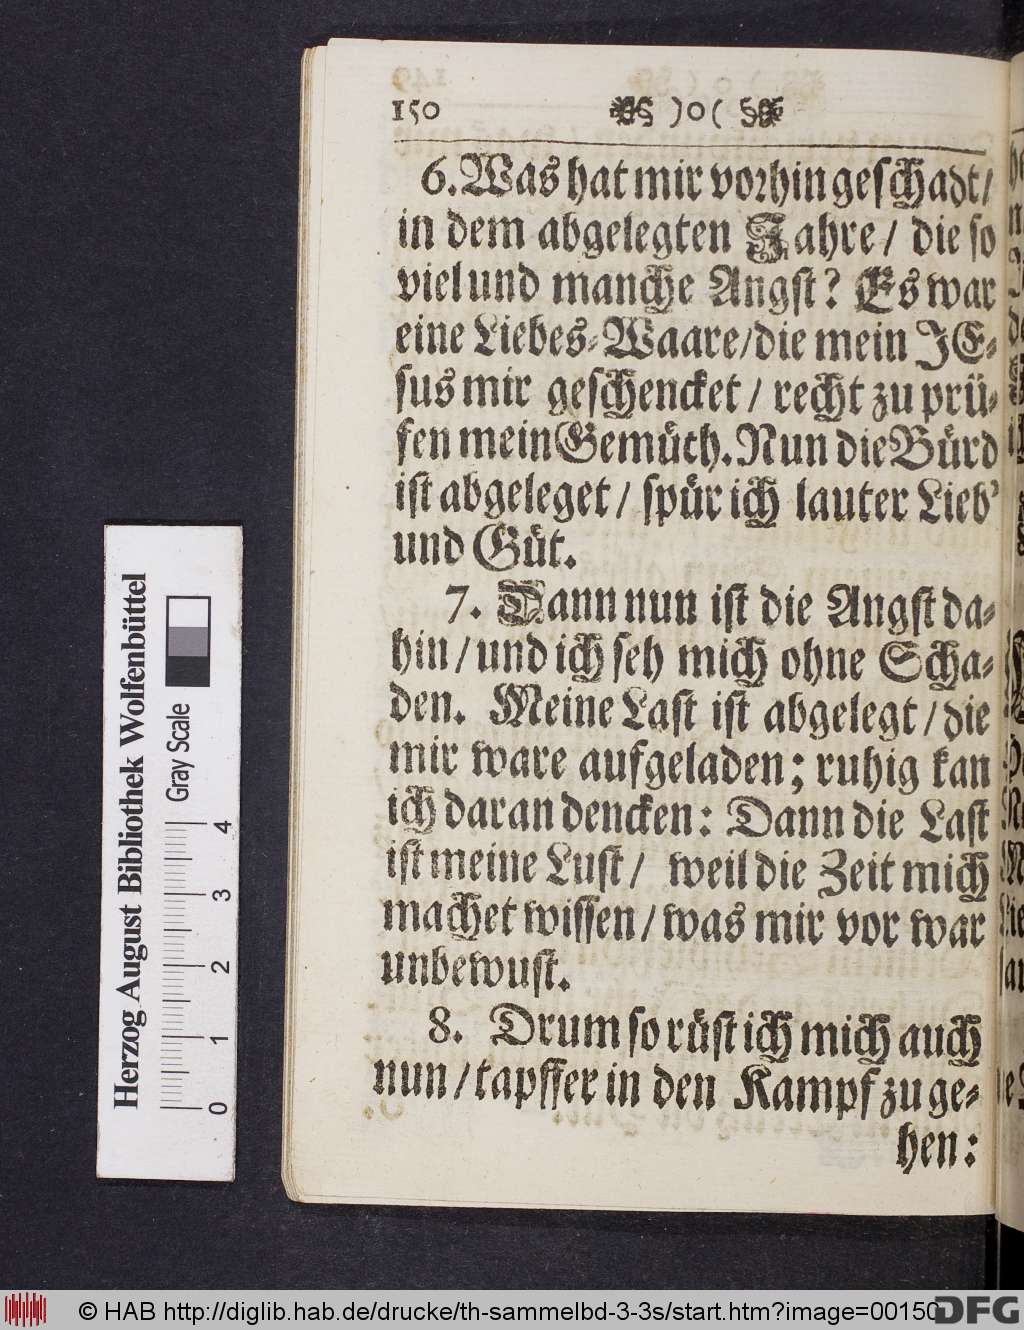 150 )o(
6. Was hat mir vorhin geschadt/
in dem abgelegten Jahre/ die so
viel und manche Angst? Es war
eine Liebes-Waare/die mein JE-
sus mir geschencket/ recht zu prü-
fen mein Gemüth. Nun die Bürd
ist abgeleget/ spür ich lauter Lieb'
und Güt.
7. Dann nun ist die Angst da-
hin/und ich seh mich ohne Scha-
den. Meine Last ist abgelegt/die
mir ware aufgeladen; ruhig kan
ich daran dencken: Dann die Last
ist meine Lust/ weil die Zeit mich
machet wissen/was mir vor war
unbewust.
8. Drum so rüst ich mich auch
nun/tapffer in den Kampf zu ge-
hen:
Herzog August Bibliothek Wolfenbüttel
Gray Scale
0 1 2 3 4
© HAB http://diglib.hab.de/drucke/th-sammelbd-3-3s/start.htm?image=00150
DFG